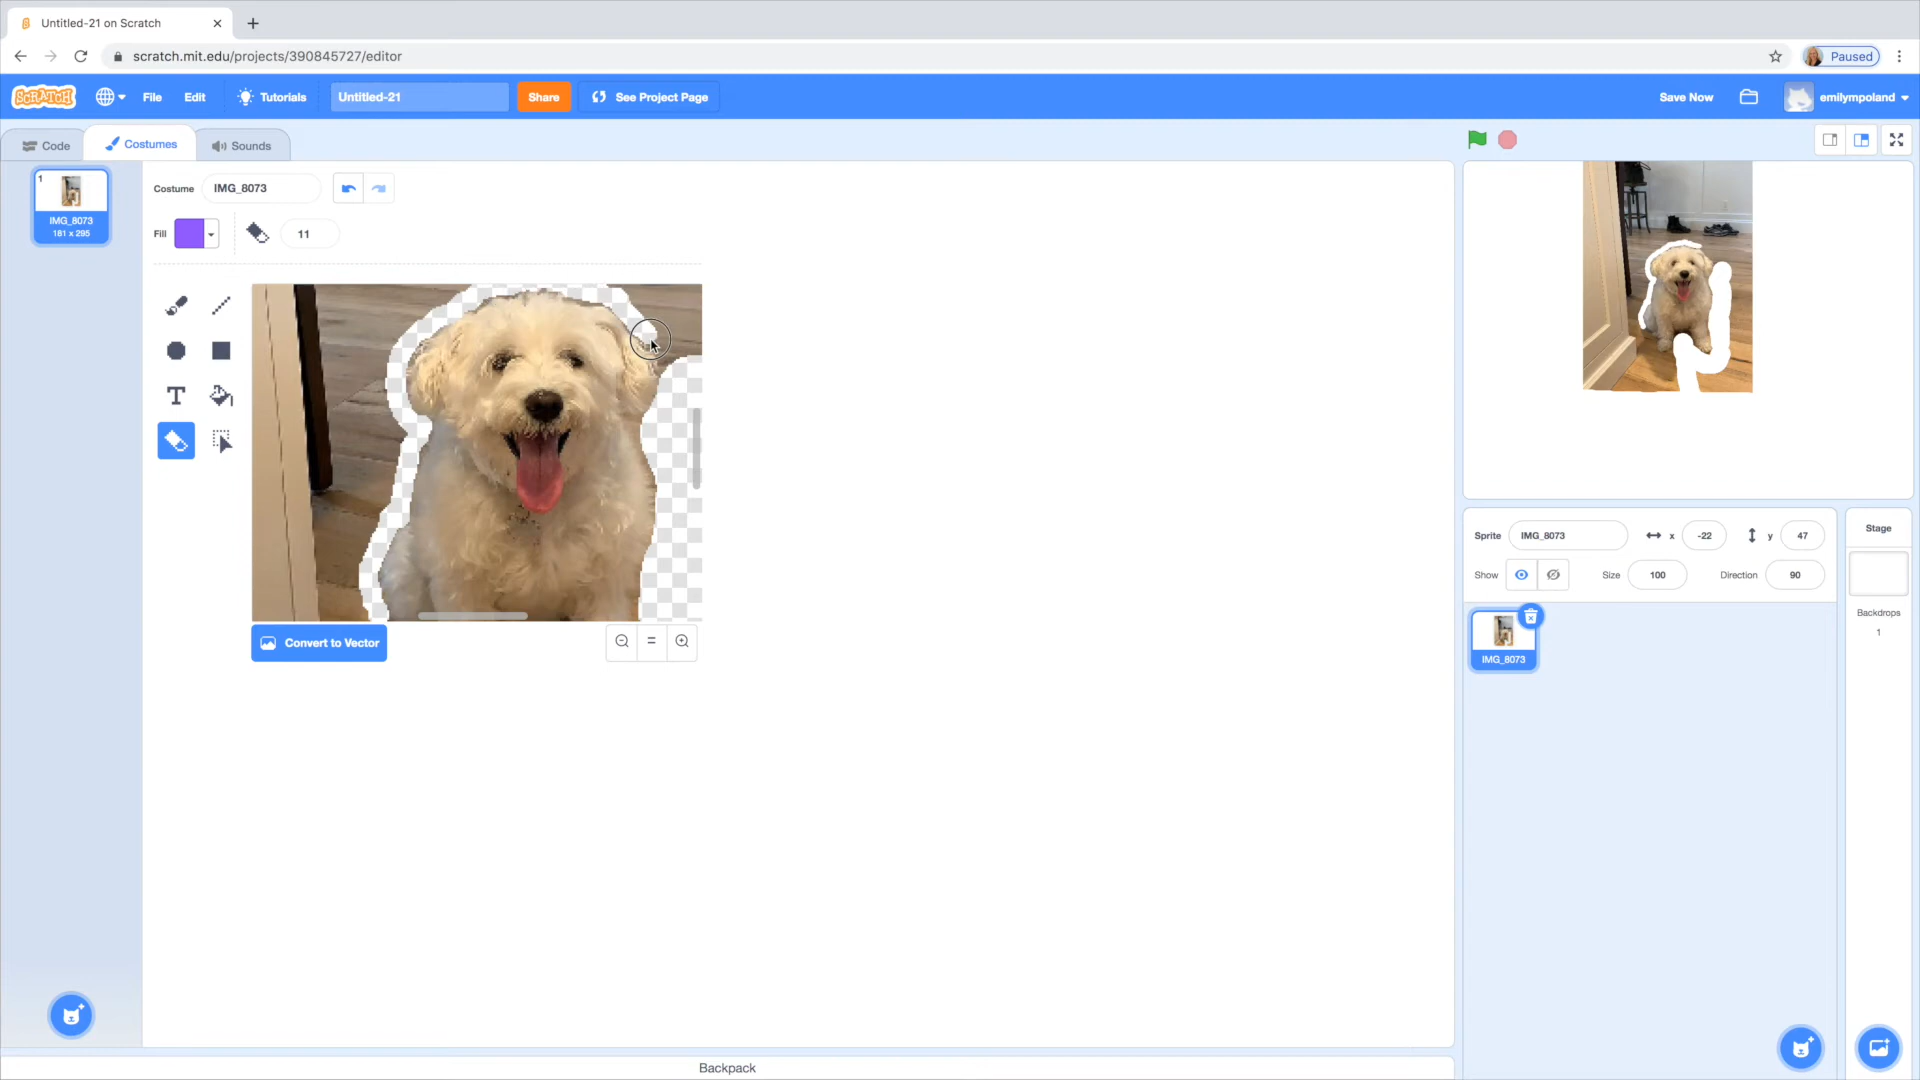 Untitled-21 on Scratch
scratch.mit.edu/projects/390845727/editor
Paused
SCRATCH
File
Edit
Tutorials
Untitled-21
Share
See Project Page
Save Now
emilympoland
Code
Costumes
Sounds
1
IMG_8073
181 x 295
Costume
IMG_8073
Fill
11
T
Convert to Vector
Sprite
IMG_8073
x
-22
y
47
Show
Size
100
Direction
90
IMG_8073
Stage
Backdrops
1
Backpack